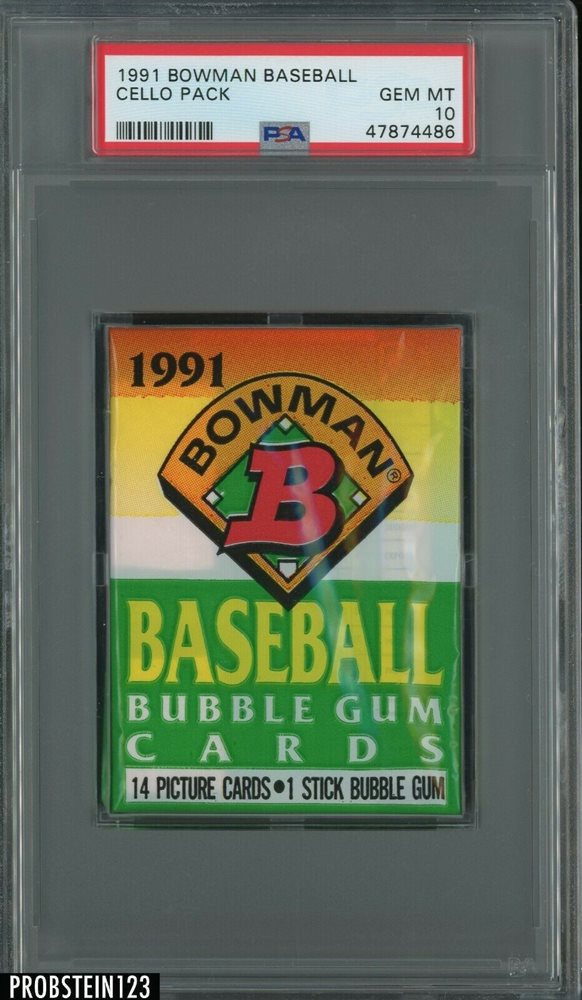 1991 BOWMAN BASEBALL
CELLO PACK
GEM MT
10
PSA
47874486
1991
BOWMAN®
B
BASEBALL
BUBBLE GUM
CARDS
14 PICTURE CARDS•1 STICK BUBBLE GUM
PROBSTEIN123